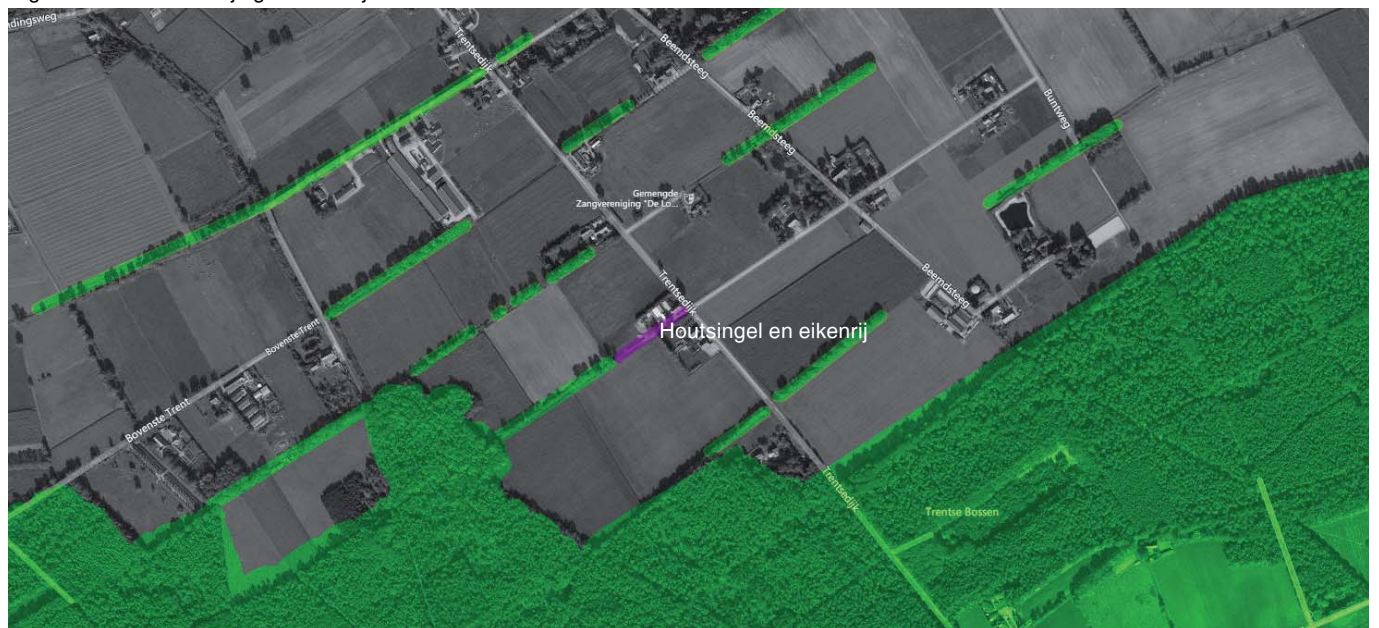 ndingsweg
Trentsedijk
Beemdsteeg
Beemdsteeg
Buntweg
Gemengde
Zangvereniging "De Lo...
Trentsedijk
Beemdsteeg
Houtsingel en eikenrij
Bovenste Trent
Bovenste Trent
Trentsedijk
Trentse Bossen